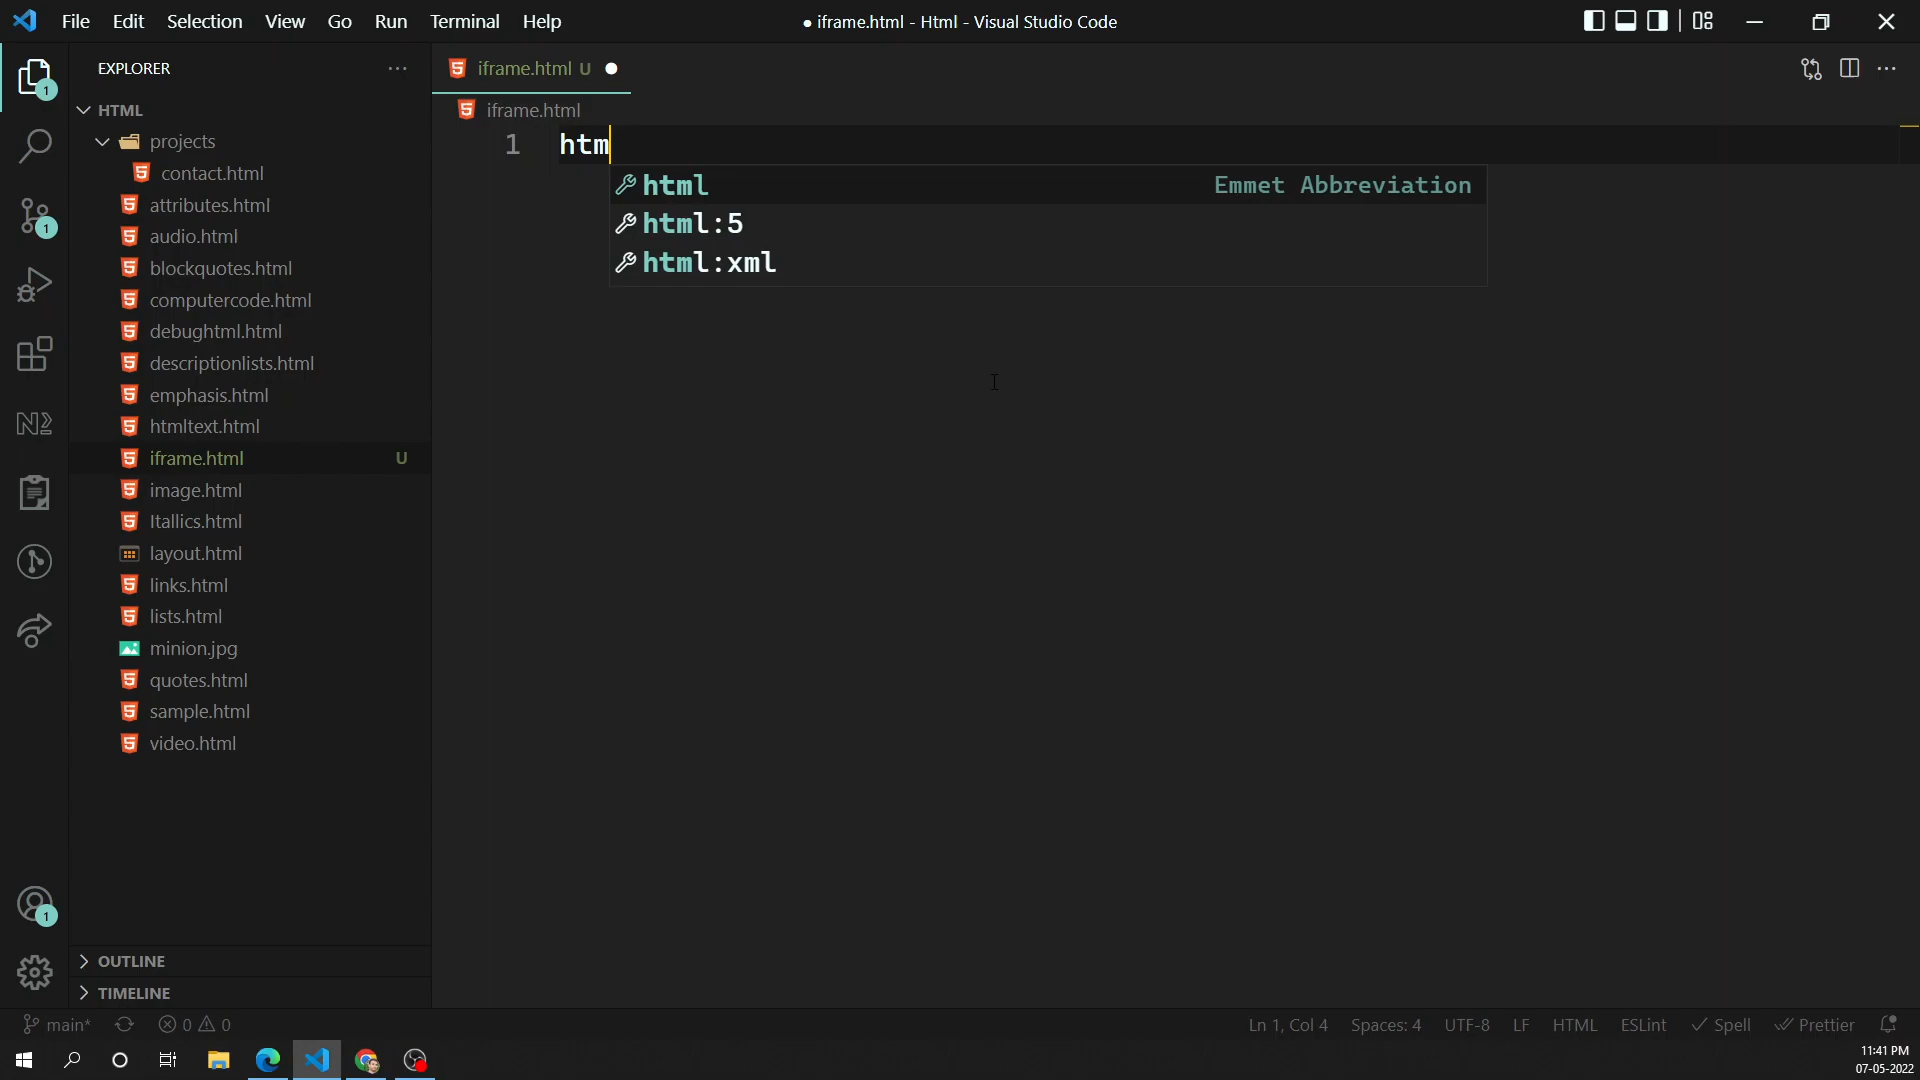 File Edit Selection View Go Run Terminal Help
● iframe.html - Html - Visual Studio Code
EXPLORER
HTML
projects
contact.html
attributes.html
audio.html
blockquotes.html
computercode.html
debughtml.html
descriptionlists.html
emphasis.html
htmltext.html
iframe.html U
image.html
Itallics.html
layout.html
links.html
lists.html
minion.jpg
quotes.html
sample.html
video.html
OUTLINE
TIMELINE
1
1
1
iframe.html U
iframe.html
1 htm
html Emmet Abbreviation
html:5
html:xml
main* 0 0
Ln 1, Col 4 Spaces: 4 UTF-8 LF HTML ESLint Spell Prettier
11:41 PM
07-05-2022